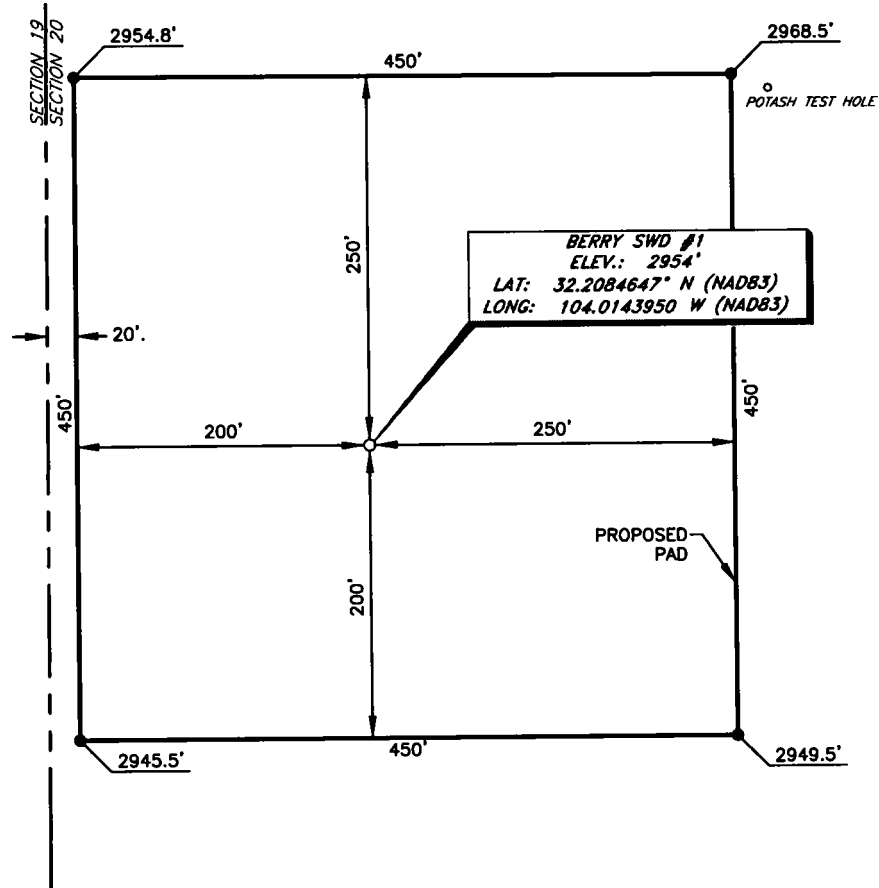 SECTION 19
SECTION 20
2954.8'
450'
2968.5'
POTASH TEST HOLE
250'
BERRY SWD #1
ELEV.: 2954'
LAT: 32.2084647° N (NAD83)
LONG: 104.0143950 W (NAD83)
20'.
450'
450'
200'
250'
PROPOSED
PAD
200'
450'
2945.5'
2949.5'